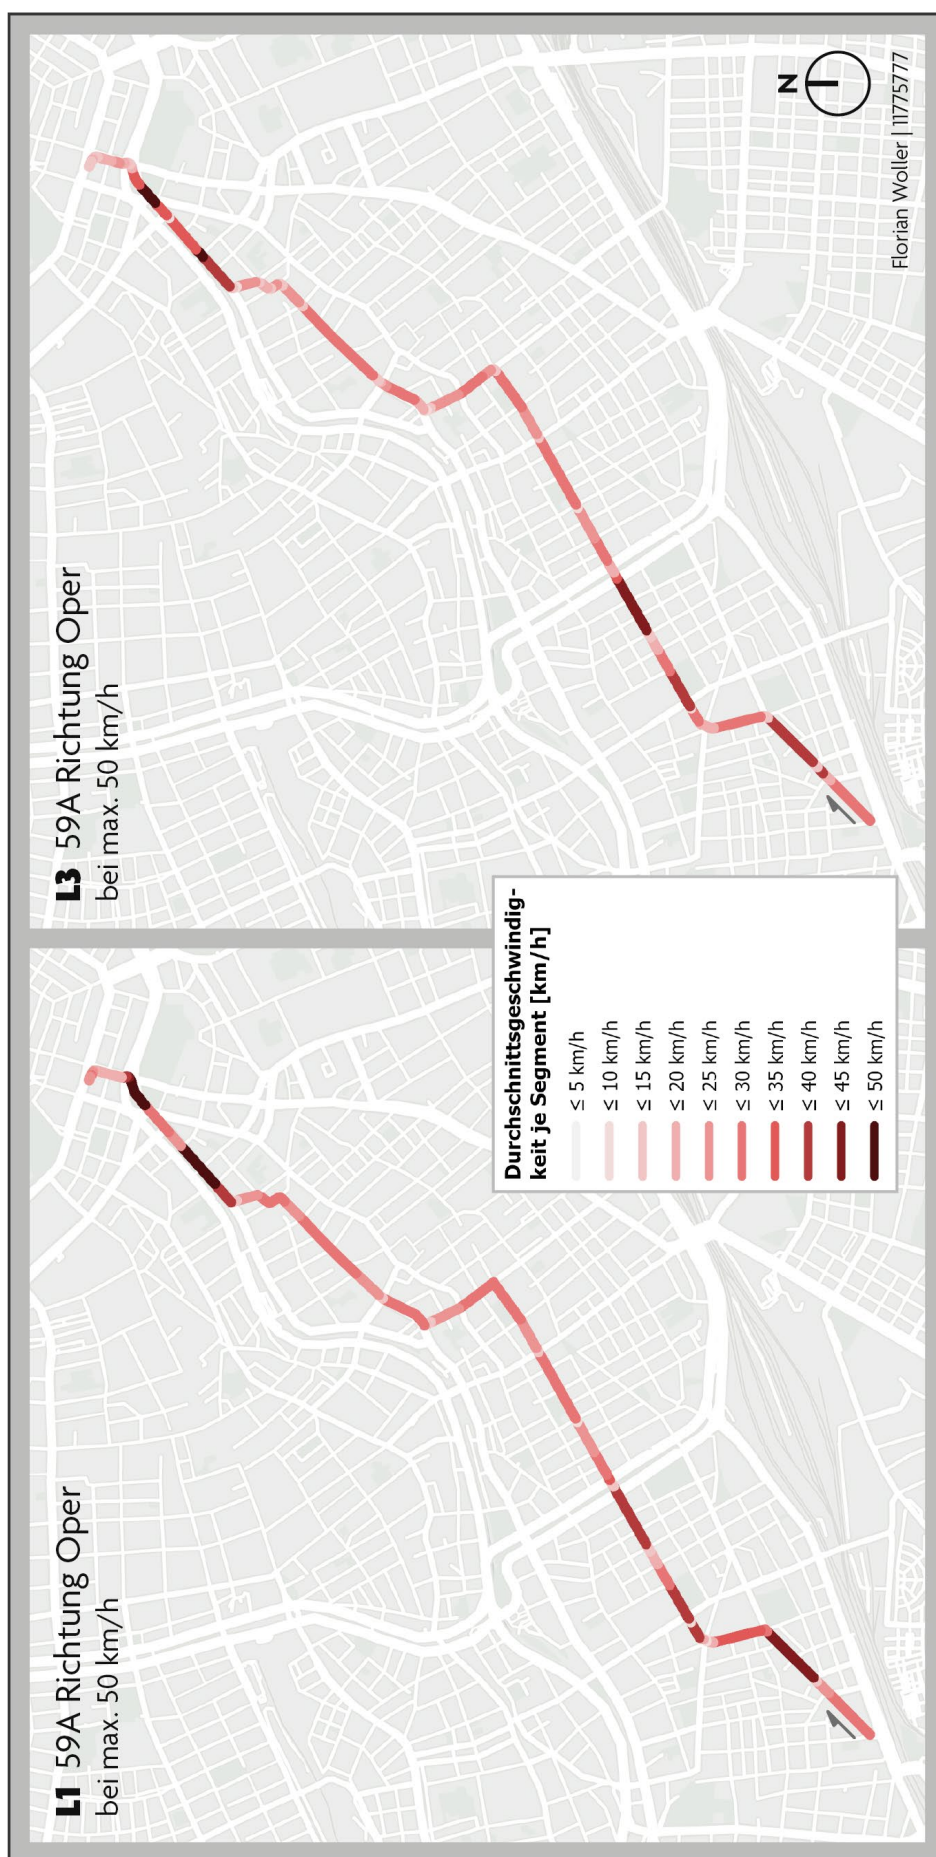 L1 59A Richtung Oper
bei max. 50 km/h
L3 59A Richtung Oper
bei max. 50 km/h
Durchschnittsgeschwindig-
keit je Segment [km/h]
≤ 5 km/h
≤ 10 km/h
≤ 15 km/h
≤ 20 km/h
≤ 25 km/h
≤ 30 km/h
≤ 35 km/h
≤ 40 km/h
≤ 45 km/h
≤ 50 km/h
N
Florian Woller | 11775777